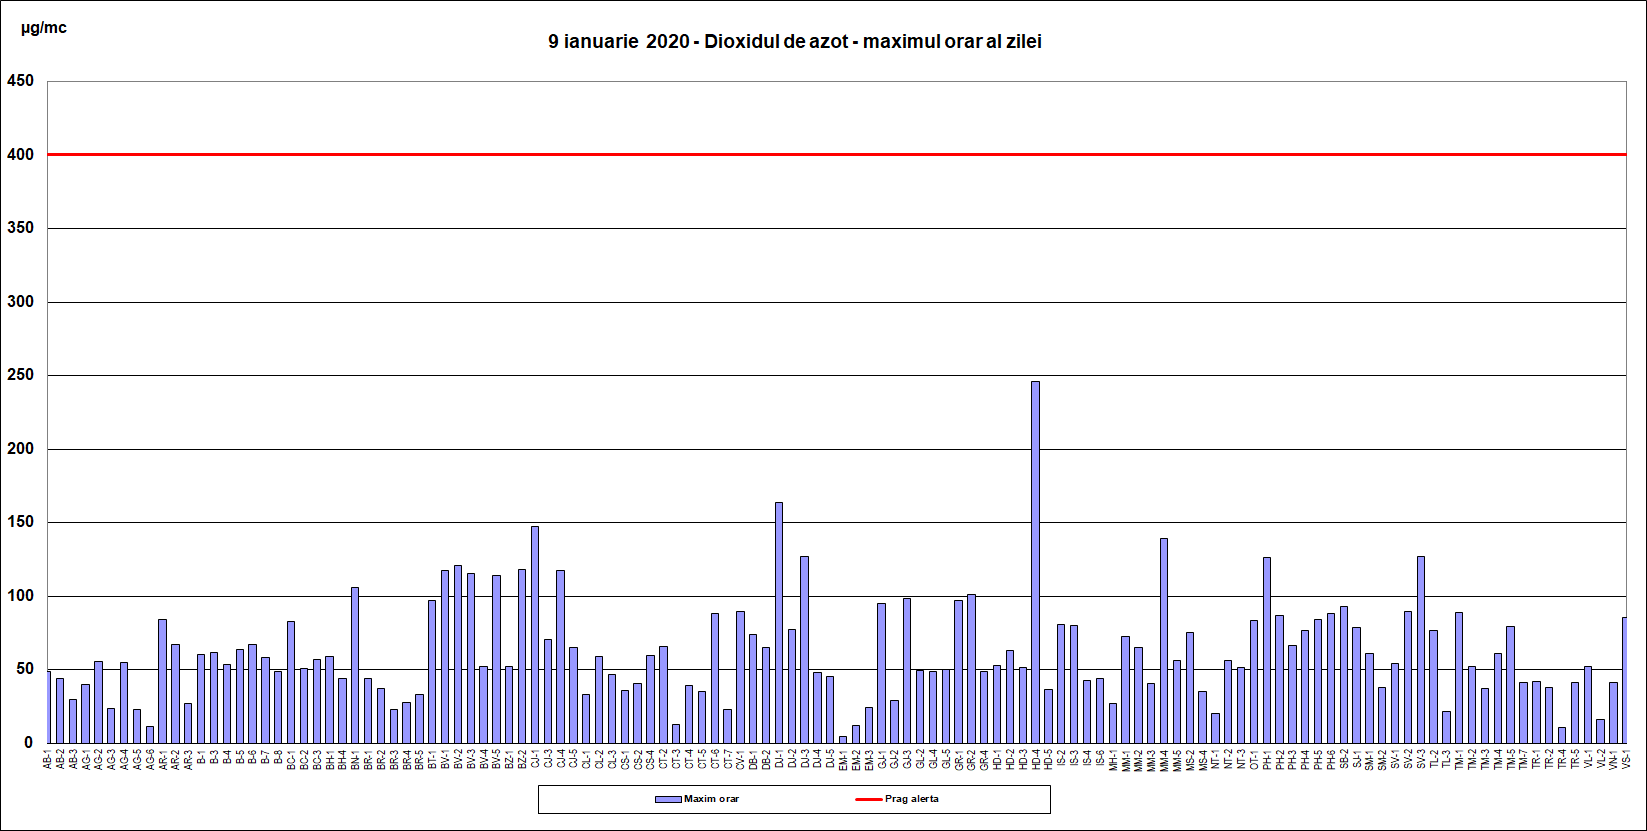 µg/mc
9 ianuarie 2020 - Dioxidul de azot - maximul orar al zilei
450
400
350
300
250
200
150
100
50
0
AB-1 AB-2 AB-3 AG-1 AG-2 AG-3 AG-4 AG-5 AG-6 AR-1 AR-2 AR-3 B-1 B-3 B-4 B-5 B-6 B-7 B-8 BC-1 BC-2 BC-3 BH-1 BH-4 BN-1 BR-1 BR-2 BR-3 BR-4 BR-5 BT-1 BV-1 BV-2 BV-3 BV-4 BV-5 BZ-1 BZ-2 CJ-1 CJ-3 CJ-4 CJ-5 CL-1 CL-2 CL-3 CS-1 CS-2 CS-4 CT-2 CT-3 CT-4 CT-5 CT-6 CT-7 CV-1 DB-1 DB-2 DJ-1 DJ-2 DJ-3 DJ-4 DJ-5 EM-1 EM-2 EM-3 GJ-1 GJ-2 GJ-3 GL-2 GL-4 GL-5 GR-1 GR-2 GR-4 HD-1 HD-2 HD-3 HD-4 HD-5 IS-2 IS-3 IS-4 IS-6 MH-1 MM-1 MM-2 MM-3 MM-4 MM-5 MS-2 MS-4 NT-1 NT-2 NT-3 OT-1 PH-1 PH-2 PH-3 PH-4 PH-5 PH-6 SB-2 SJ-1 SM-1 SM-2 SV-1 SV-2 SV-3 TL-2 TL-3 TM-1 TM-2 TM-3 TM-4 TM-5 TM-7 TR-1 TR-2 TR-4 TR-5 VL-1 VL-2 VN-1 VS-1
Maxim orar
Prag alerta